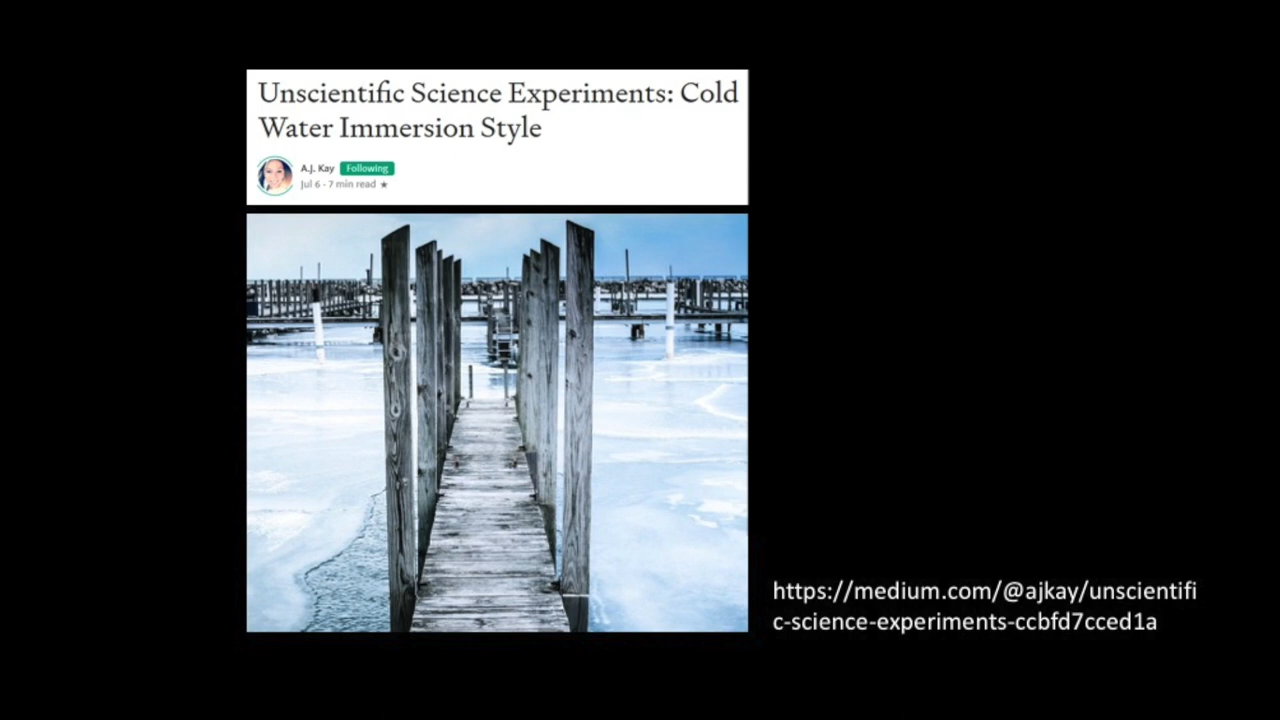 Unscientific Science Experiments: Cold
Water Immersion Style
A.J. Kay Following
Jul 6 · 7 min read ★
https://medium.com/@ajkay/unscientifi
c-science-experiments-ccbfd7cced1a